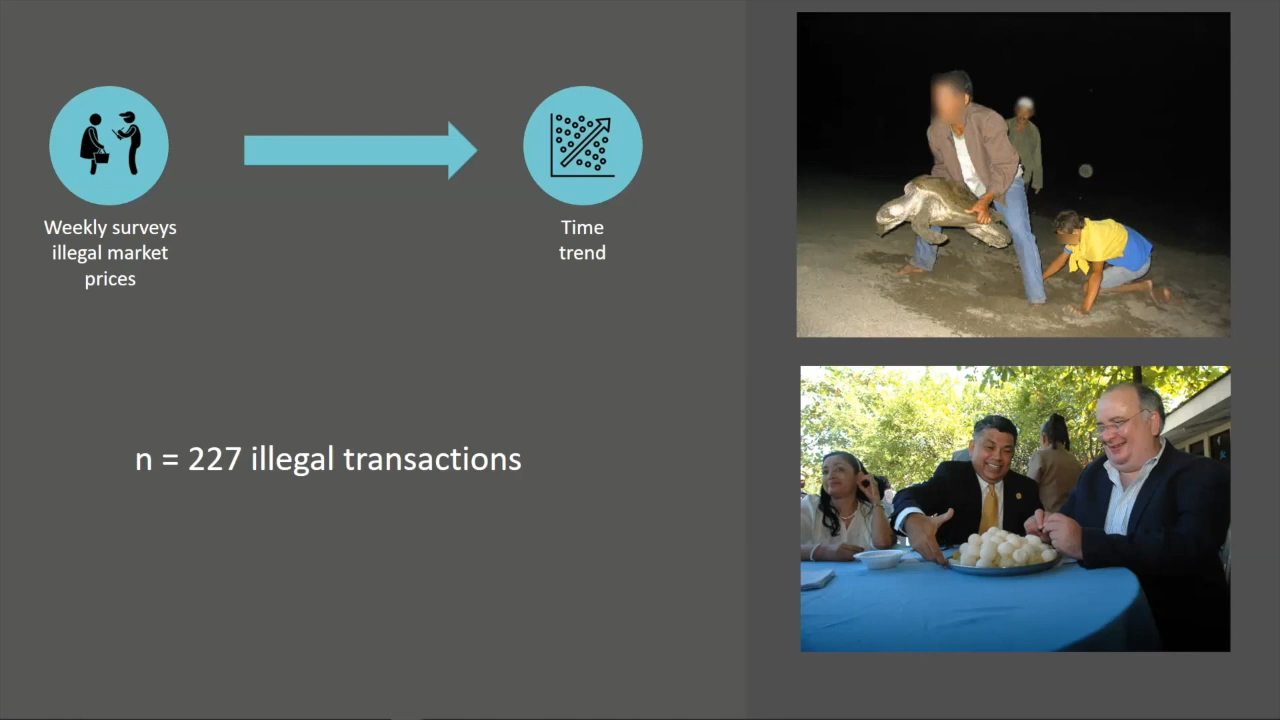 Weekly surveys
illegal market
prices
Time
trend
n = 227 illegal transactions